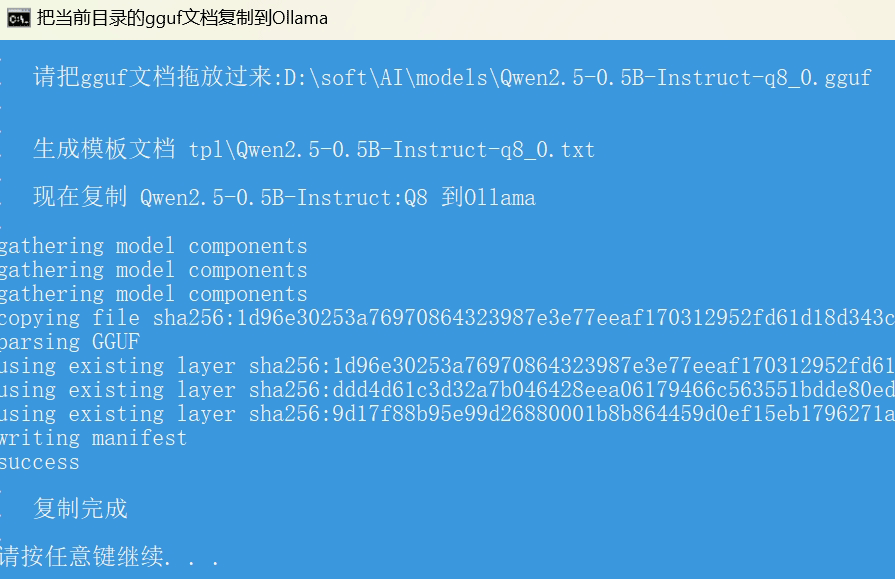 把当前目录的gguf文档复制到Ollama
请把gguf文档拖放过来:D:\soft\AI\models\Qwen2.5-0.5B-Instruct-q8_0.gguf
生成模板文档 tpl\Qwen2.5-0.5B-Instruct-q8_0.txt
现在复制 Qwen2.5-0.5B-Instruct:Q8 到Ollama
gathering model components
gathering model components
gathering model components
copying file sha256:1d96e30253a76970864323987e3e77eeaf170312952fd61d18d343c
parsing GGUF
using existing layer sha256:1d96e30253a76970864323987e3e77eeaf170312952fd61
using existing layer sha256:ddd4d61c3d32a7b046428eea06179466c563551bdde80ed
using existing layer sha256:9d17f88b95e99d26880001b8b864459d0ef15eb1796271a
writing manifest
success
复制完成
请按任意键继续. . .